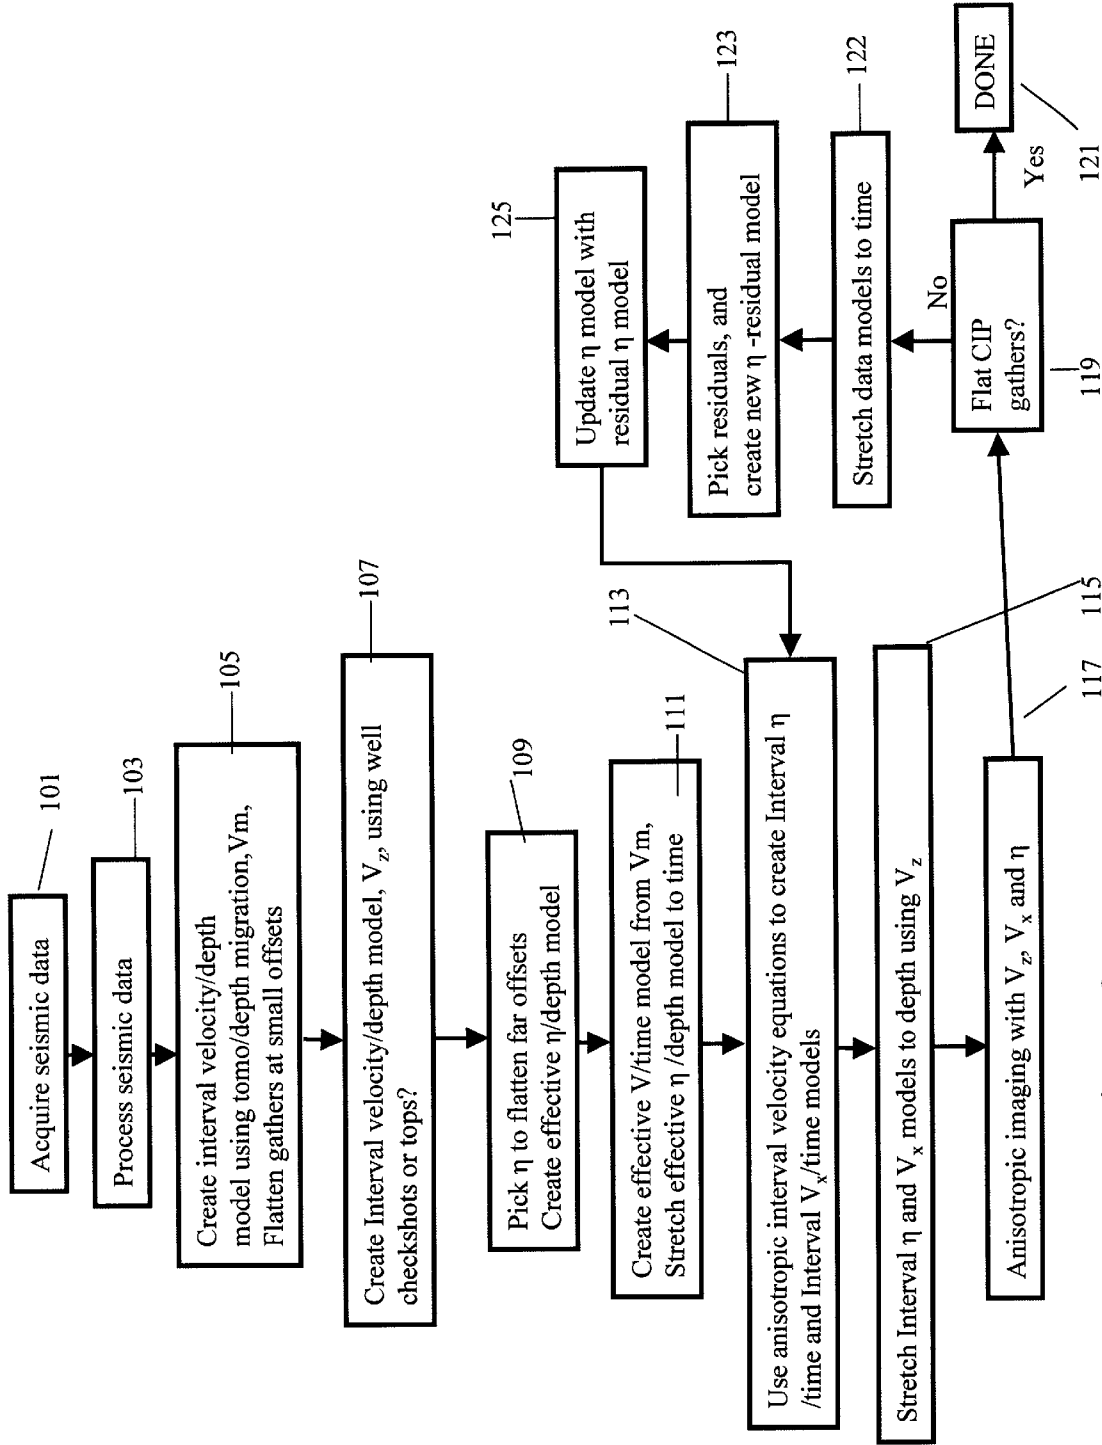 Acquire seismic data
101
Process seismic data
103
Create interval velocity/depth
model using tomo/depth migration, Vm,
Flatten gathers at small offsets
105
Create Interval velocity/depth model, Vz, using well
checkshots or tops?
107
Pick η to flatten far offsets
Create effective η/depth model
109
Create effective V/time model from Vm,
Stretch effective η /depth model to time
111
Use anisotropic interval velocity equations to create Interval η
/time and Interval Vx/time models
113
Stretch Interval η and Vx models to depth using Vz
115
Anisotropic imaging with Vz, Vx and η
117
Flat CIP
gathers?
119
Yes
DONE
121
No
Stretch data models to time
122
Pick residuals, and
create new η -residual model
123
Update η model with
residual η model
125